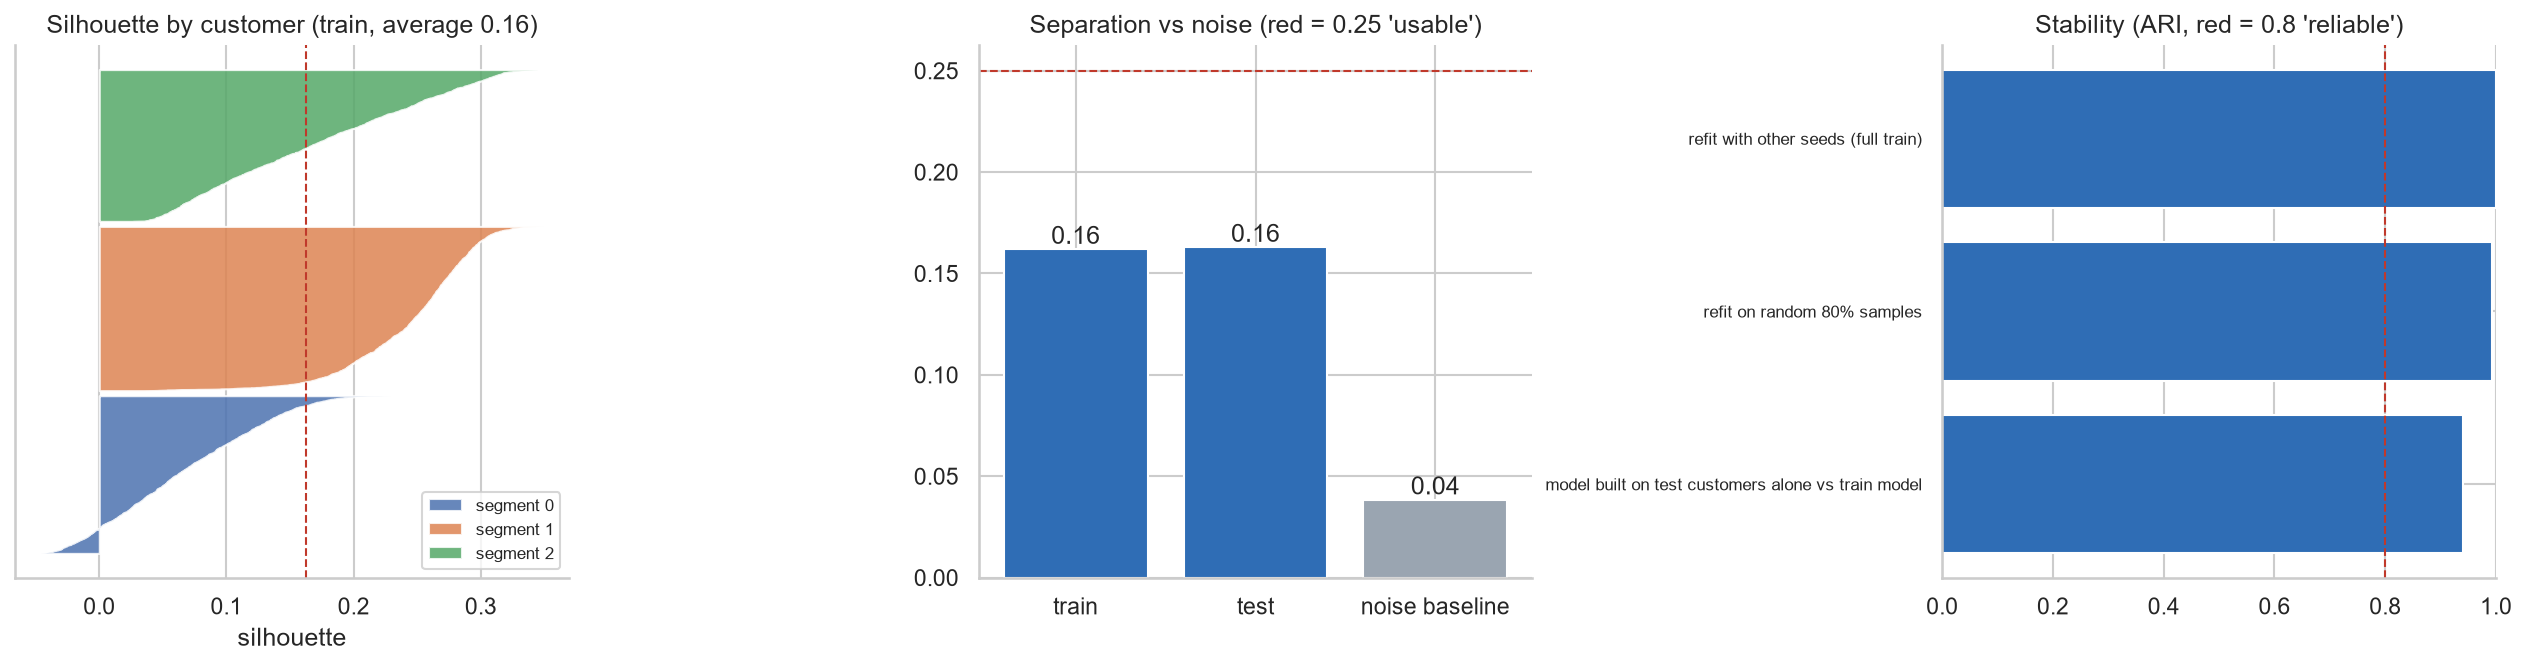 Silhouette by customer (train, average 0.16)
0.0
0.1
0.2
0.3
silhouette
segment 0
segment 1
segment 2
Separation vs noise (red = 0.25 'usable')
0.25
0.20
0.15
0.10
0.05
0.00
0.16
0.16
0.04
train
test
noise baseline
Stability (ARI, red = 0.8 'reliable')
refit with other seeds (full train)
refit on random 80% samples
model built on test customers alone vs train model
0.0
0.2
0.4
0.6
0.8
1.0